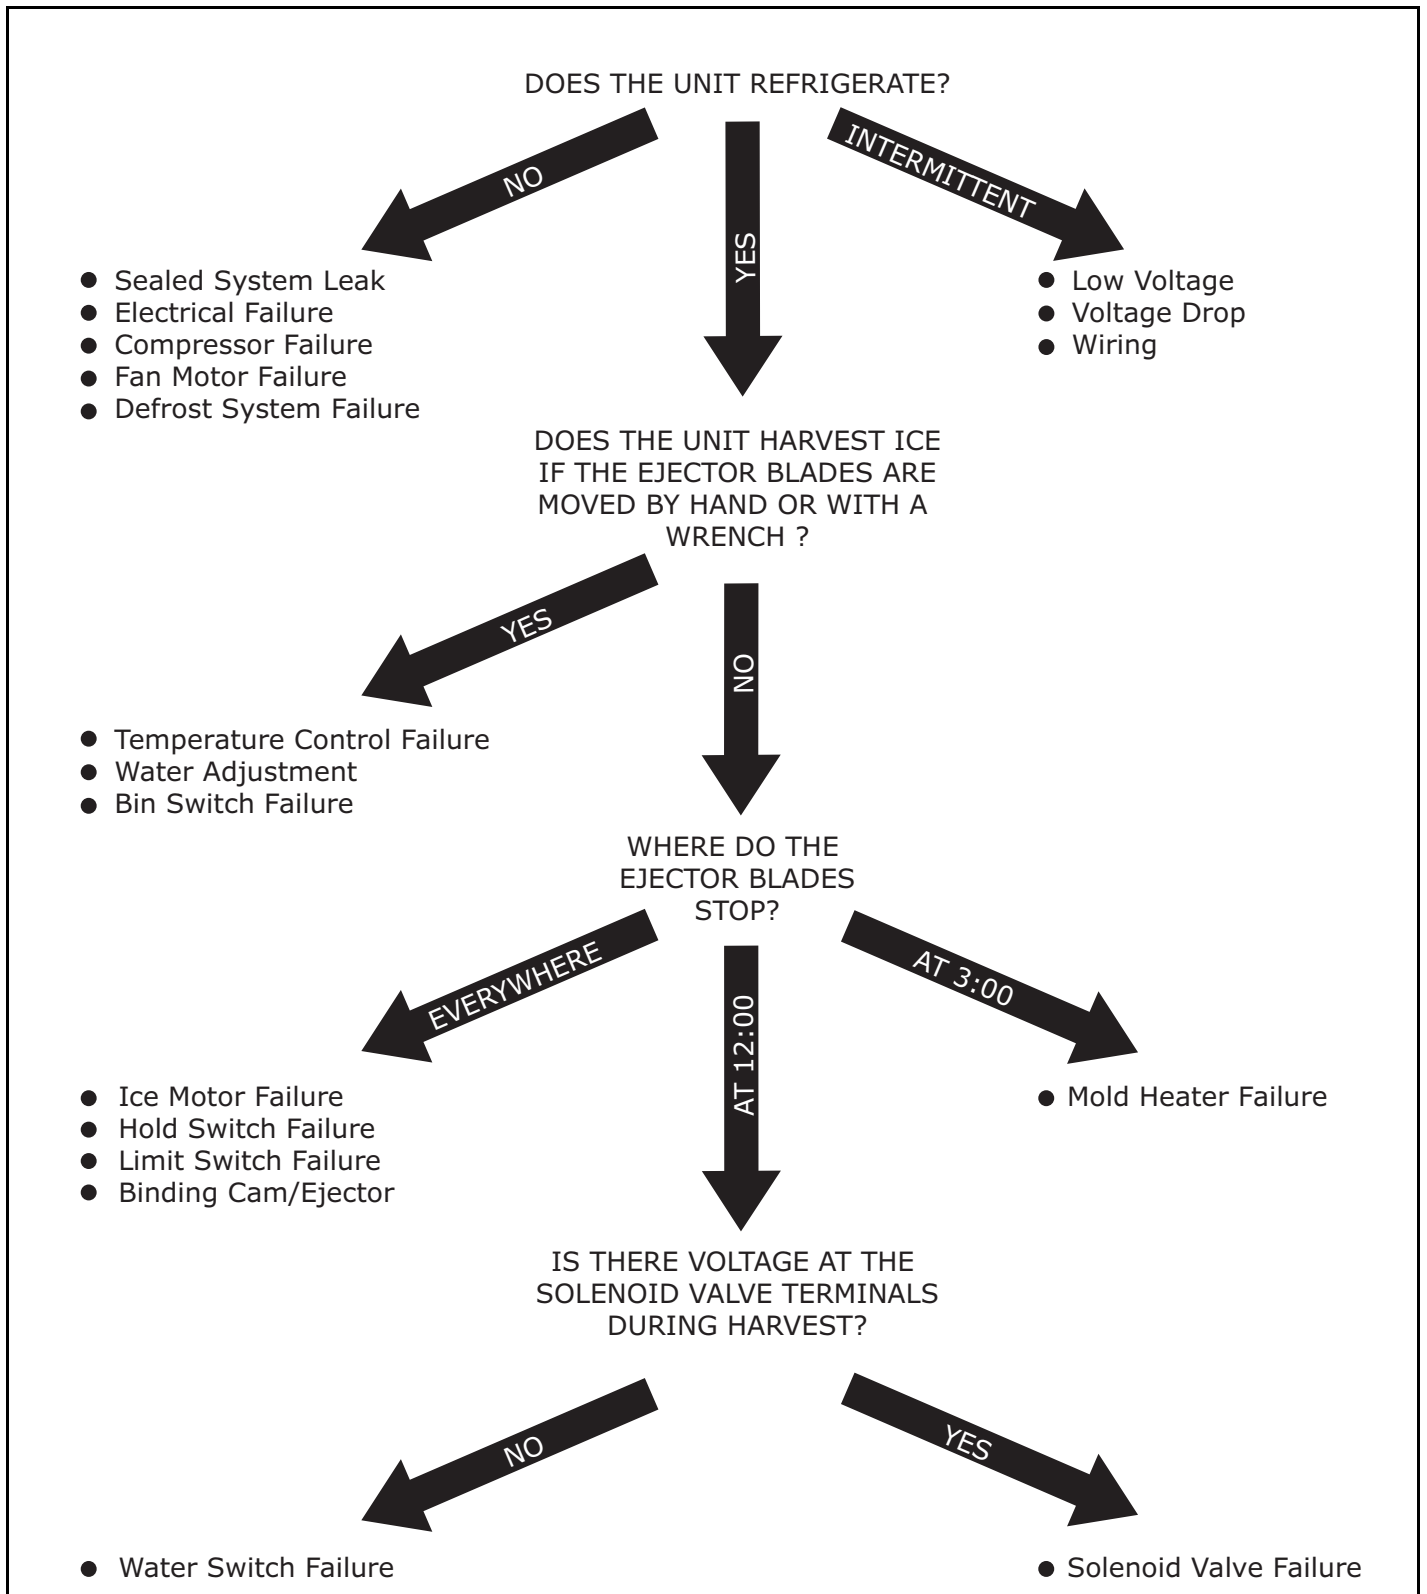 DOES THE UNIT REFRIGERATE?
NO
YES
INTERMITTENT
● Sealed System Leak
● Electrical Failure
● Compressor Failure
● Fan Motor Failure
● Defrost System Failure
● Low Voltage
● Voltage Drop
● Wiring
DOES THE UNIT HARVEST ICE
IF THE EJECTOR BLADES ARE
MOVED BY HAND OR WITH A
WRENCH ?
YES
NO
● Temperature Control Failure
● Water Adjustment
● Bin Switch Failure
WHERE DO THE
EJECTOR BLADES
STOP?
EVERYWHERE
AT 12:00
AT 3:00
● Ice Motor Failure
● Hold Switch Failure
● Limit Switch Failure
● Binding Cam/Ejector
● Mold Heater Failure
IS THERE VOLTAGE AT THE
SOLENOID VALVE TERMINALS
DURING HARVEST?
NO
YES
● Water Switch Failure
● Solenoid Valve Failure